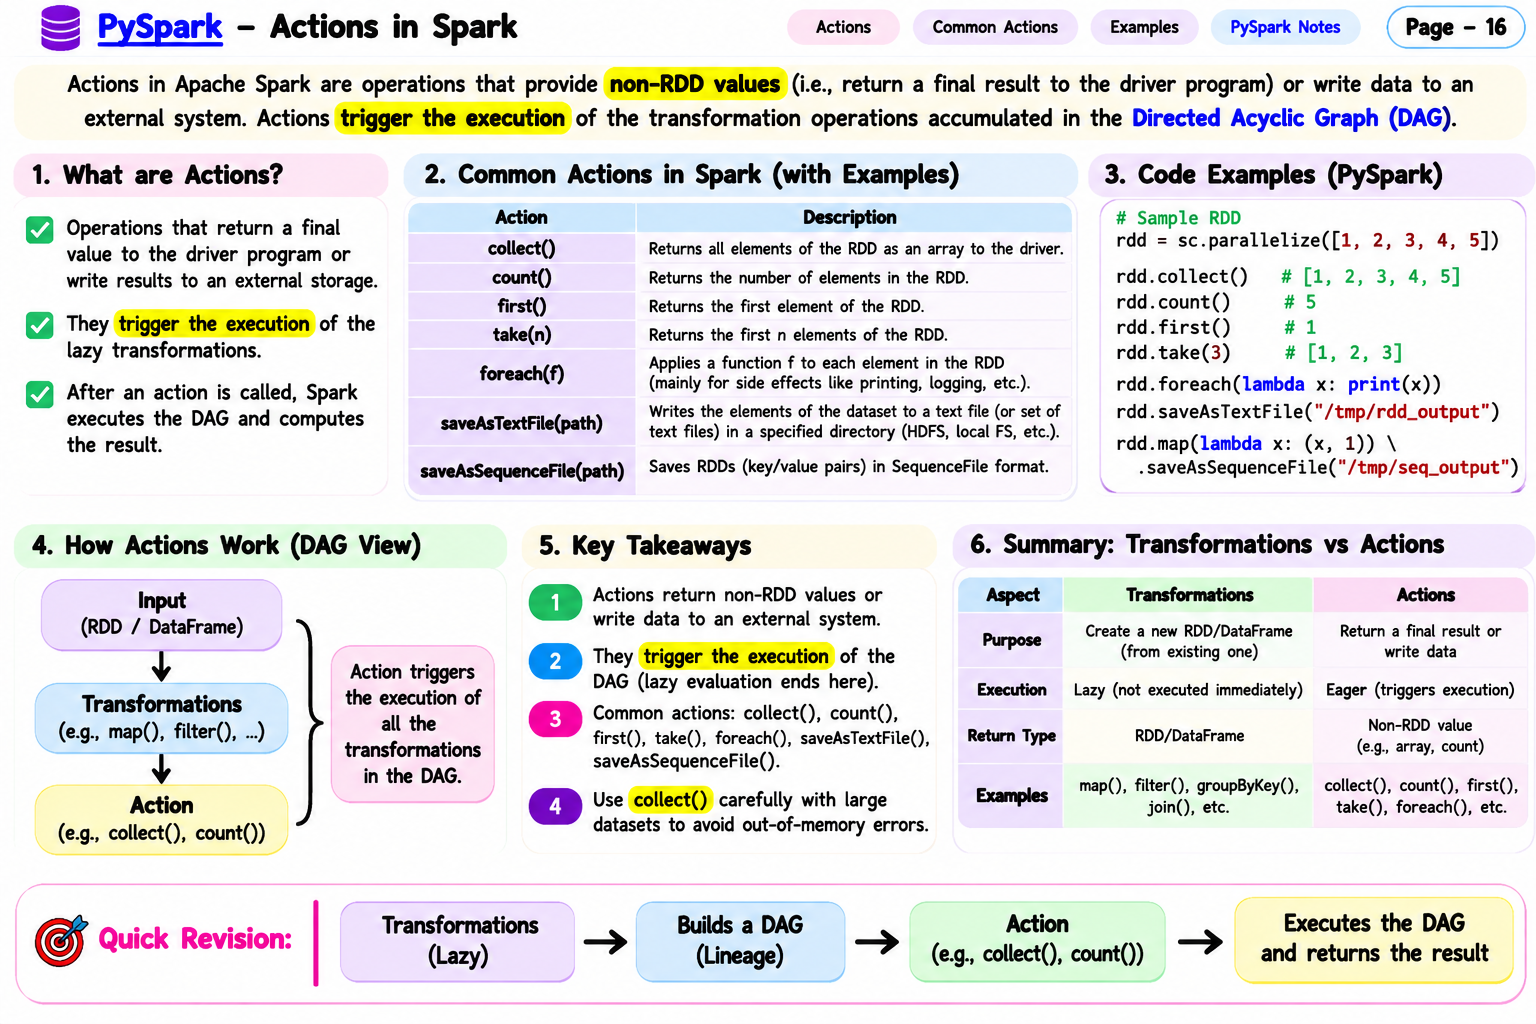 PySpark – Actions in Spark
Actions
Common Actions
Examples
PySpark Notes
Page – 16
Actions in Apache Spark are operations that provide non-RDD values (i.e., return a final result to the driver program) or write data to an
external system. Actions trigger the execution of the transformation operations accumulated in the Directed Acyclic Graph (DAG).
1. What are Actions?
Operations that return a final
value to the driver program or
write results to an external storage.
They trigger the execution of the
lazy transformations.
After an action is called, Spark
executes the DAG and computes
the result.
2. Common Actions in Spark (with Examples)
Action Description
collect() Returns all elements of the RDD as an array to the driver.
count() Returns the number of elements in the RDD.
first() Returns the first element of the RDD.
take(n) Returns the first n elements of the RDD.
foreach(f) Applies a function f to each element in the RDD
(mainly for side effects like printing, logging, etc.).
saveAsTextFile(path) Writes the elements of the dataset to a text file (or set of
text files) in a specified directory (HDFS, local FS, etc.).
saveAsSequenceFile(path) Saves RDDs (key/value pairs) in SequenceFile format.
3. Code Examples (PySpark)
# Sample RDD
rdd = sc.parallelize([1, 2, 3, 4, 5])
rdd.collect() # [1, 2, 3, 4, 5]
rdd.count() # 5
rdd.first() # 1
rdd.take(3) # [1, 2, 3]
rdd.foreach(lambda x: print(x))
rdd.saveAsTextFile("/tmp/rdd_output")
rdd.map(lambda x: (x, 1)) \
.saveAsSequenceFile("/tmp/seq_output")
4. How Actions Work (DAG View)
Input
(RDD / DataFrame)
Transformations
(e.g., map(), filter(), ...)
Action
(e.g., collect(), count())
Action triggers
the execution of
all the
transformations
in the DAG.
5. Key Takeaways
1 Actions return non-RDD values or
write data to an external system.
2 They trigger the execution of the
DAG (lazy evaluation ends here).
3 Common actions: collect(), count(),
first(), take(), foreach(), saveAsTextFile(),
saveAsSequenceFile().
4 Use collect() carefully with large
datasets to avoid out-of-memory errors.
6. Summary: Transformations vs Actions
Aspect Transformations Actions
Purpose Create a new RDD/DataFrame
(from existing one) Return a final result or
write data
Execution Lazy (not executed immediately) Eager (triggers execution)
Return Type RDD/DataFrame Non-RDD value
(e.g., array, count)
Examples map(), filter(), groupByKey(),
join(), etc. collect(), count(), first(),
take(), foreach(), etc.
Quick Revision:
Transformations
(Lazy)
Builds a DAG
(Lineage)
Action
(e.g., collect(), count())
Executes the DAG
and returns the result